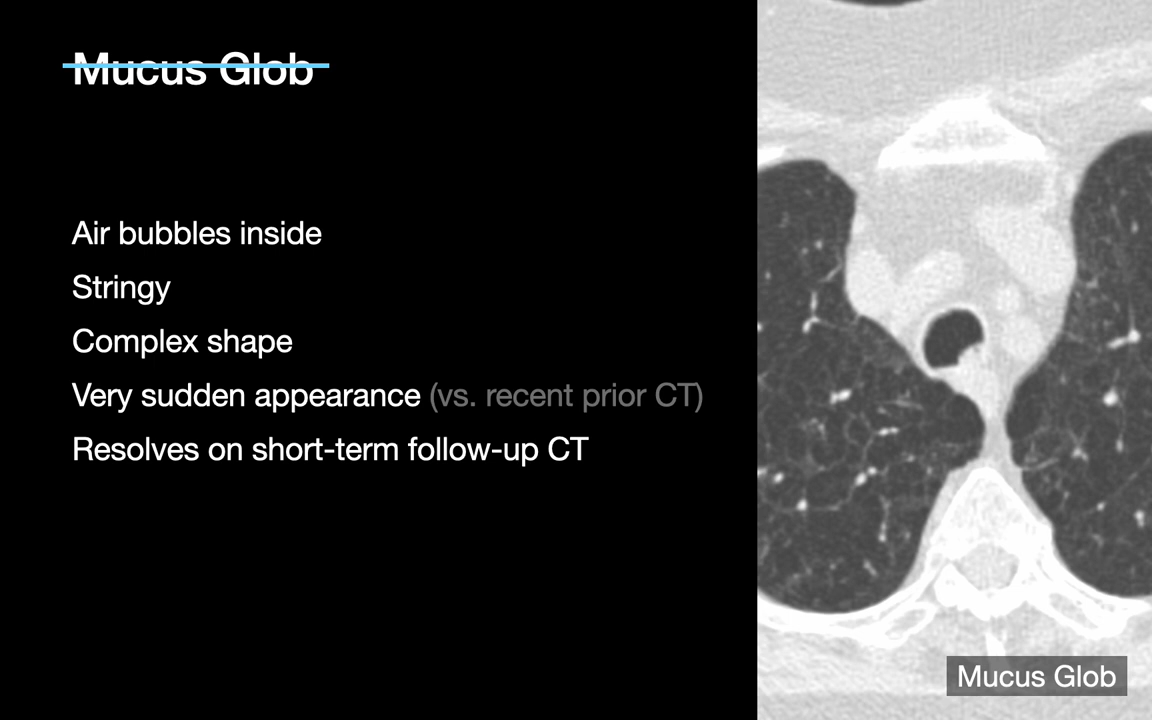 Mucus Glob
Air bubbles inside
Stringy
Complex shape
Very sudden appearance (vs. recent prior CT)
Resolves on short-term follow-up CT
Mucus Glob